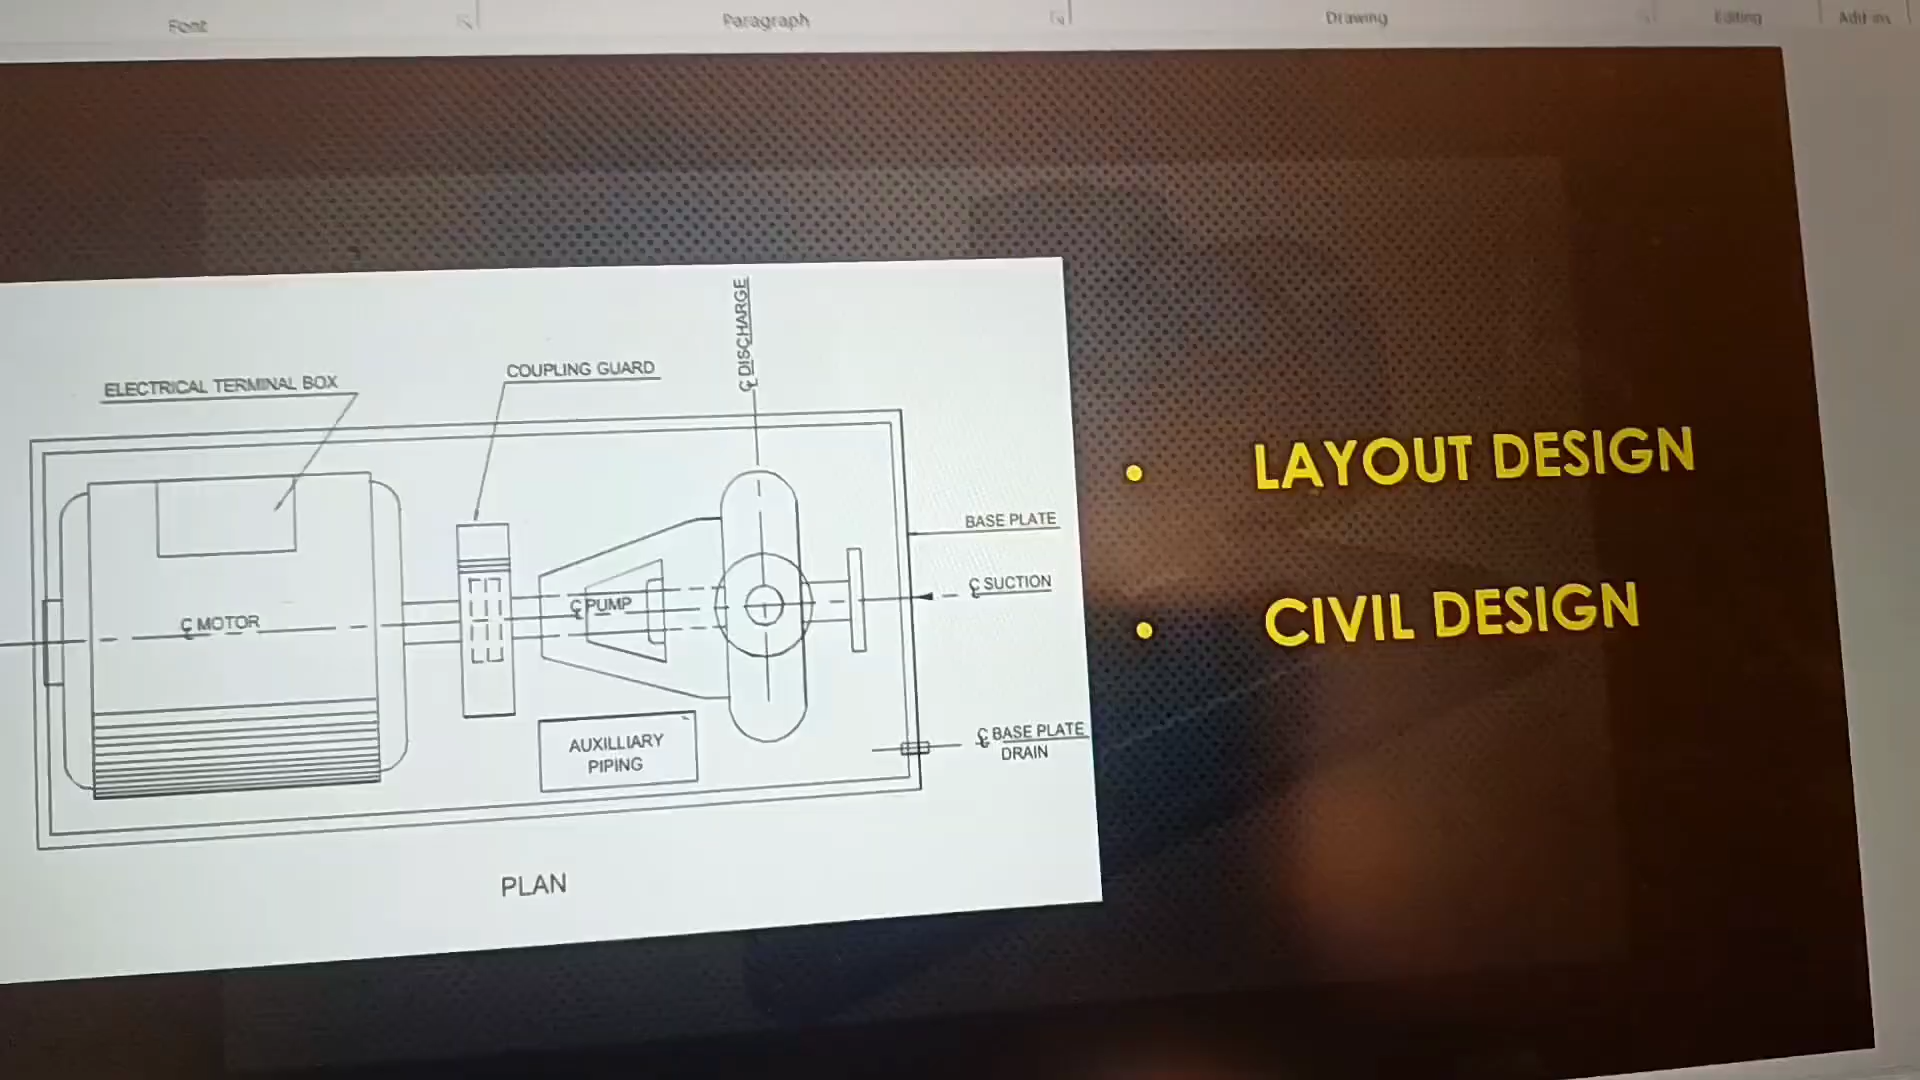 Font
Paragraph
Drawing
Editing
Add-ins
℄ DISCHARGE
ELECTRICAL TERMINAL BOX
COUPLING GUARD
BASE PLATE
℄ SUCTION
℄ PUMP
℄ MOTOR
AUXILLIARY
PIPING
℄ BASE PLATE
DRAIN
PLAN
• LAYOUT DESIGN
• CIVIL DESIGN